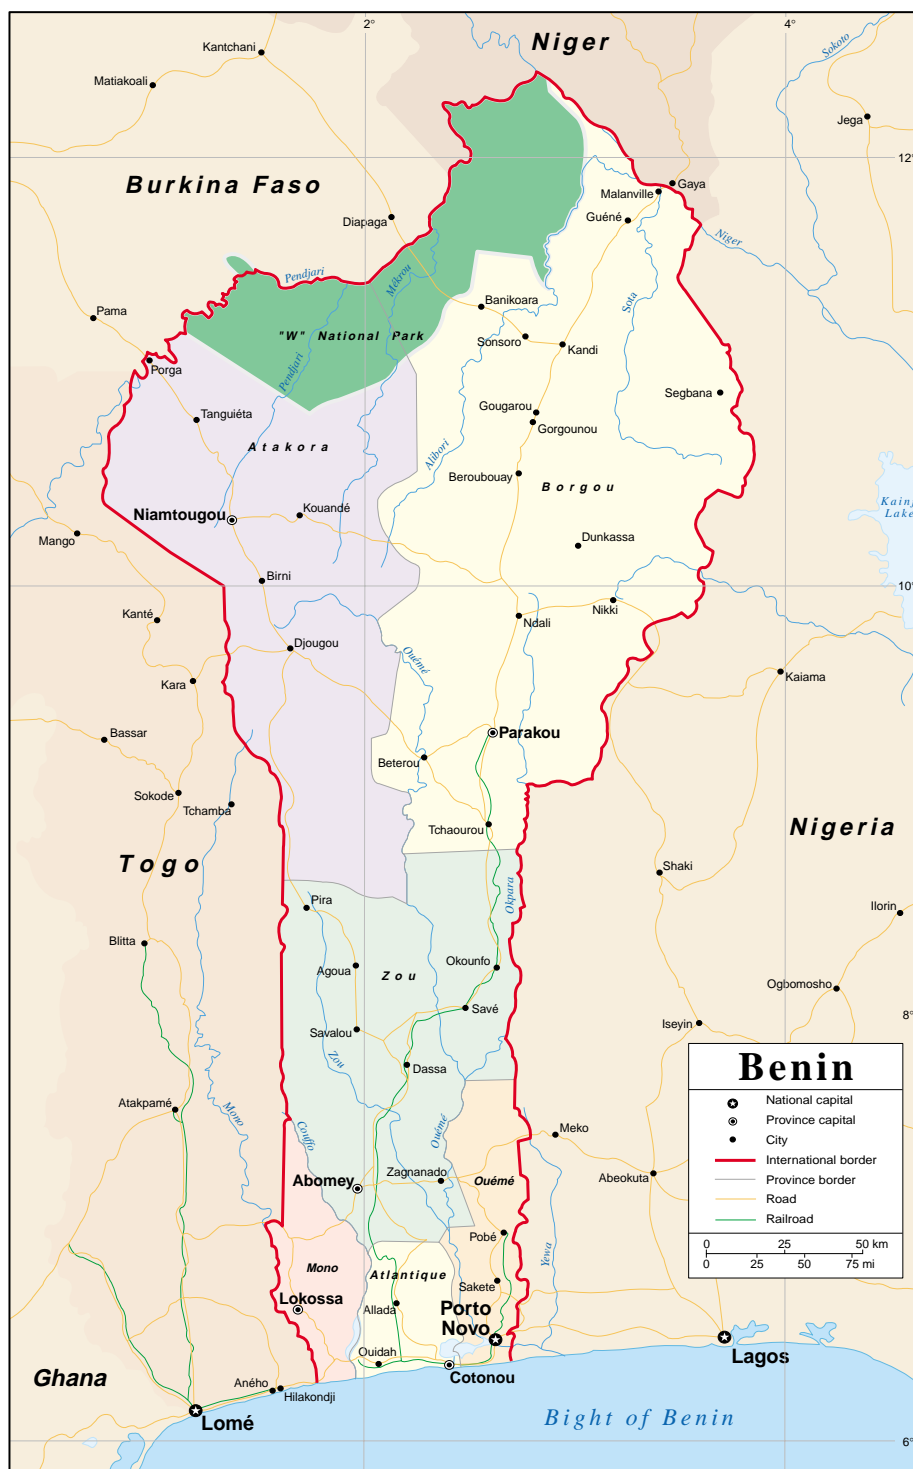 2°
4°
Niger
Sokoto
Kantchani
Matiakoali
Jega
12°
Burkina Faso
Gaya
Malanville
Diapaga
Guéné
Niger
Pendjari
Mékrou
Banikoara
Sota
Pama
"W" National Park
Sonsoro
Kandi
Pendjari
Porga
Segbana
Tanguiéta
Gougarou
Gorgounou
Atakora
Alibori
Beroubouay
Borgou
Kouandé
Niamtougou
Lake
Mango
Dunkassa
Birni
10°
Kanté
Nikki
Ndali
Djougou
Ouémé
Kara
Kaiama
Bassar
Parakou
Beterou
Sokode
Tchamba
Tchaourou
Nigeria
Togo
Shaki
Okpara
Pira
Ilorin
Blitta
Agoua
Zou
Okounfo
Ogbomosho
Savé
8°
Savalou
Iseyin
Zou
Dassa
Benin
National capital
Province capital
City
International border
Province border
Road
Railroad
0 25 50 km
0 25 50 75 mi
Atakpamé
Mono
Couffo
Ouémé
Meko
Zagnanado
Abomey
Ouémé
Abeokuta
Pobé
Yewa
Mono
Atlantique
Sakete
Lokossa
Allada
Porto
Novo
Lagos
Ouidah
Cotonou
Ghana
Aného
Hilakondji
Lomé
Bight of Benin
6°